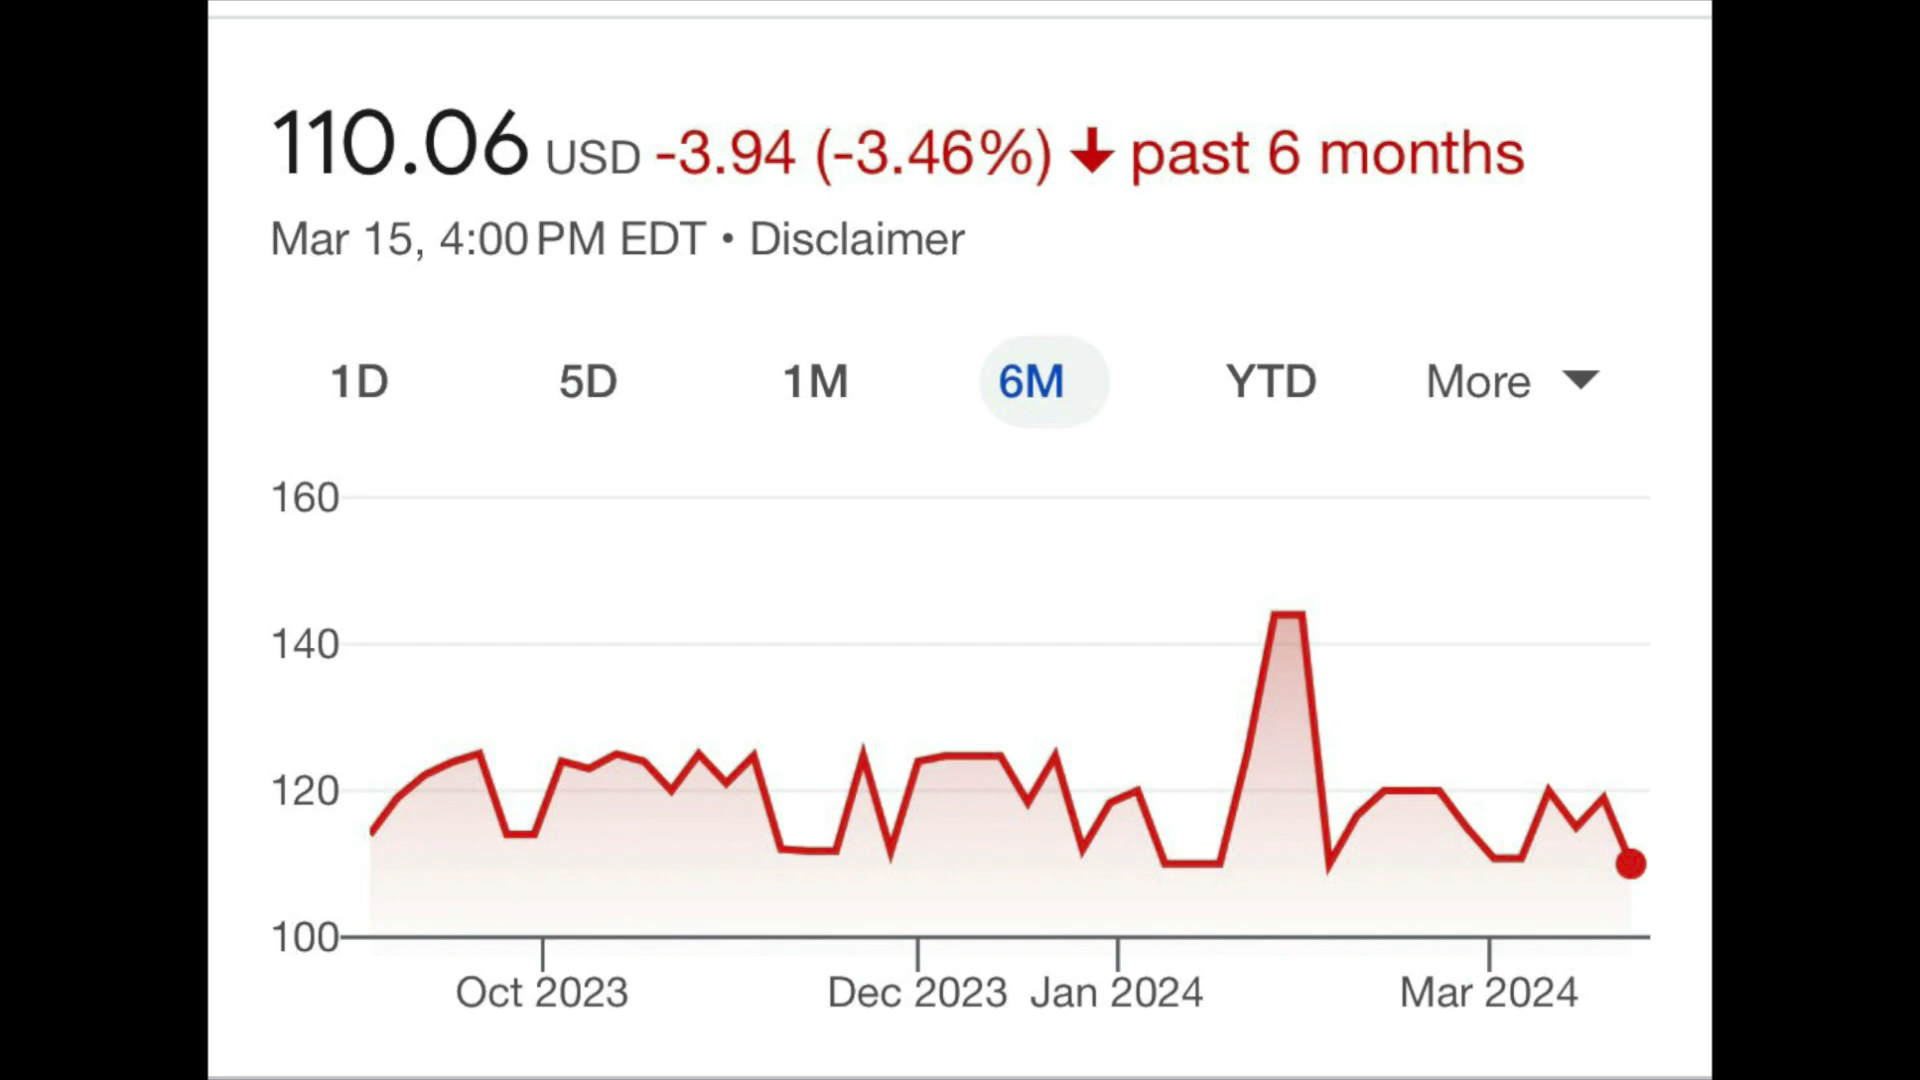 110.06 USD -3.94 (-3.46%) ↓ past 6 months
Mar 15, 4:00 PM EDT • Disclaimer
1D 5D 1M 6M YTD More
160
140
120
100
Oct 2023 Dec 2023 Jan 2024 Mar 2024